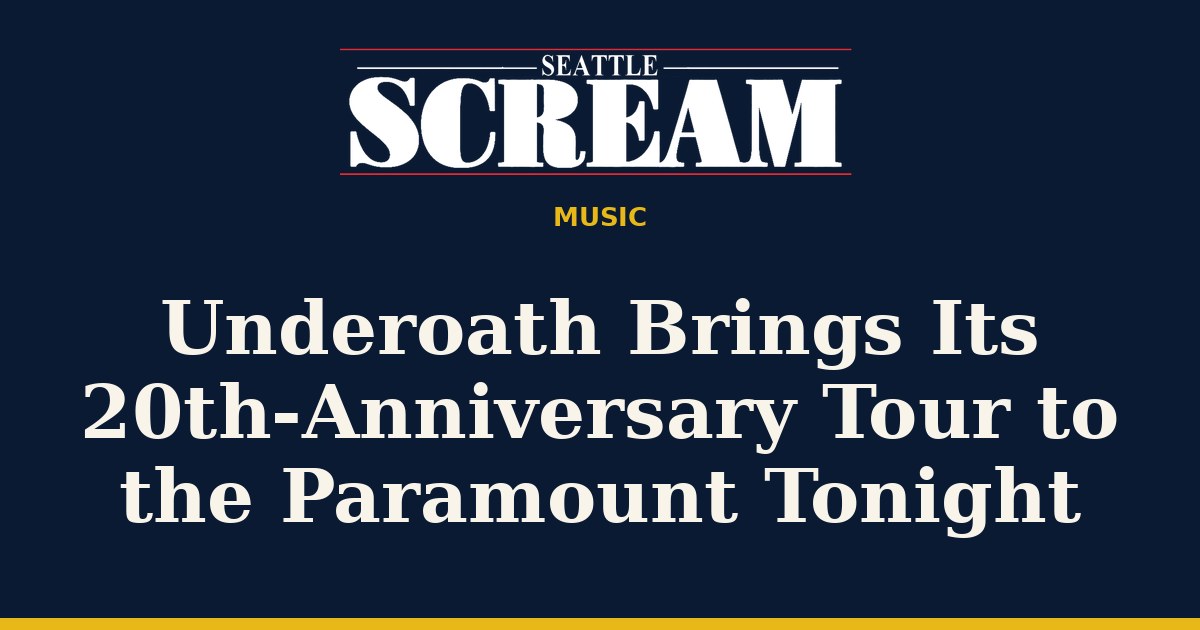 SEATTLE
SCREAM
MUSIC
Underoath Brings Its
20th-Anniversary Tour to
the Paramount Tonight